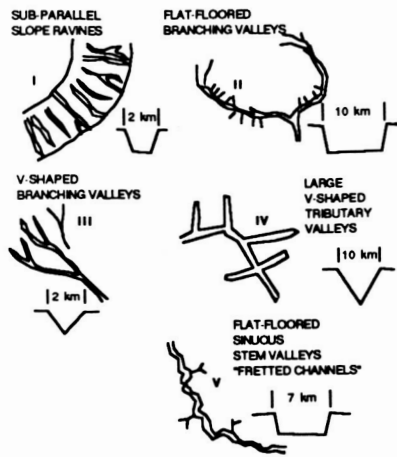 SUB-PARALLEL
SLOPE RAVINES
I
2 km
FLAT-FLOORED
BRANCHING VALLEYS
II
10 km
V-SHAPED
BRANCHING VALLEYS
III
2 km
LARGE
V-SHAPED
TRIBUTARY
VALLEYS
IV
10 km
FLAT-FLOORED
SINUOUS
STEM VALLEYS
"FRETTED CHANNELS"
V
7 km